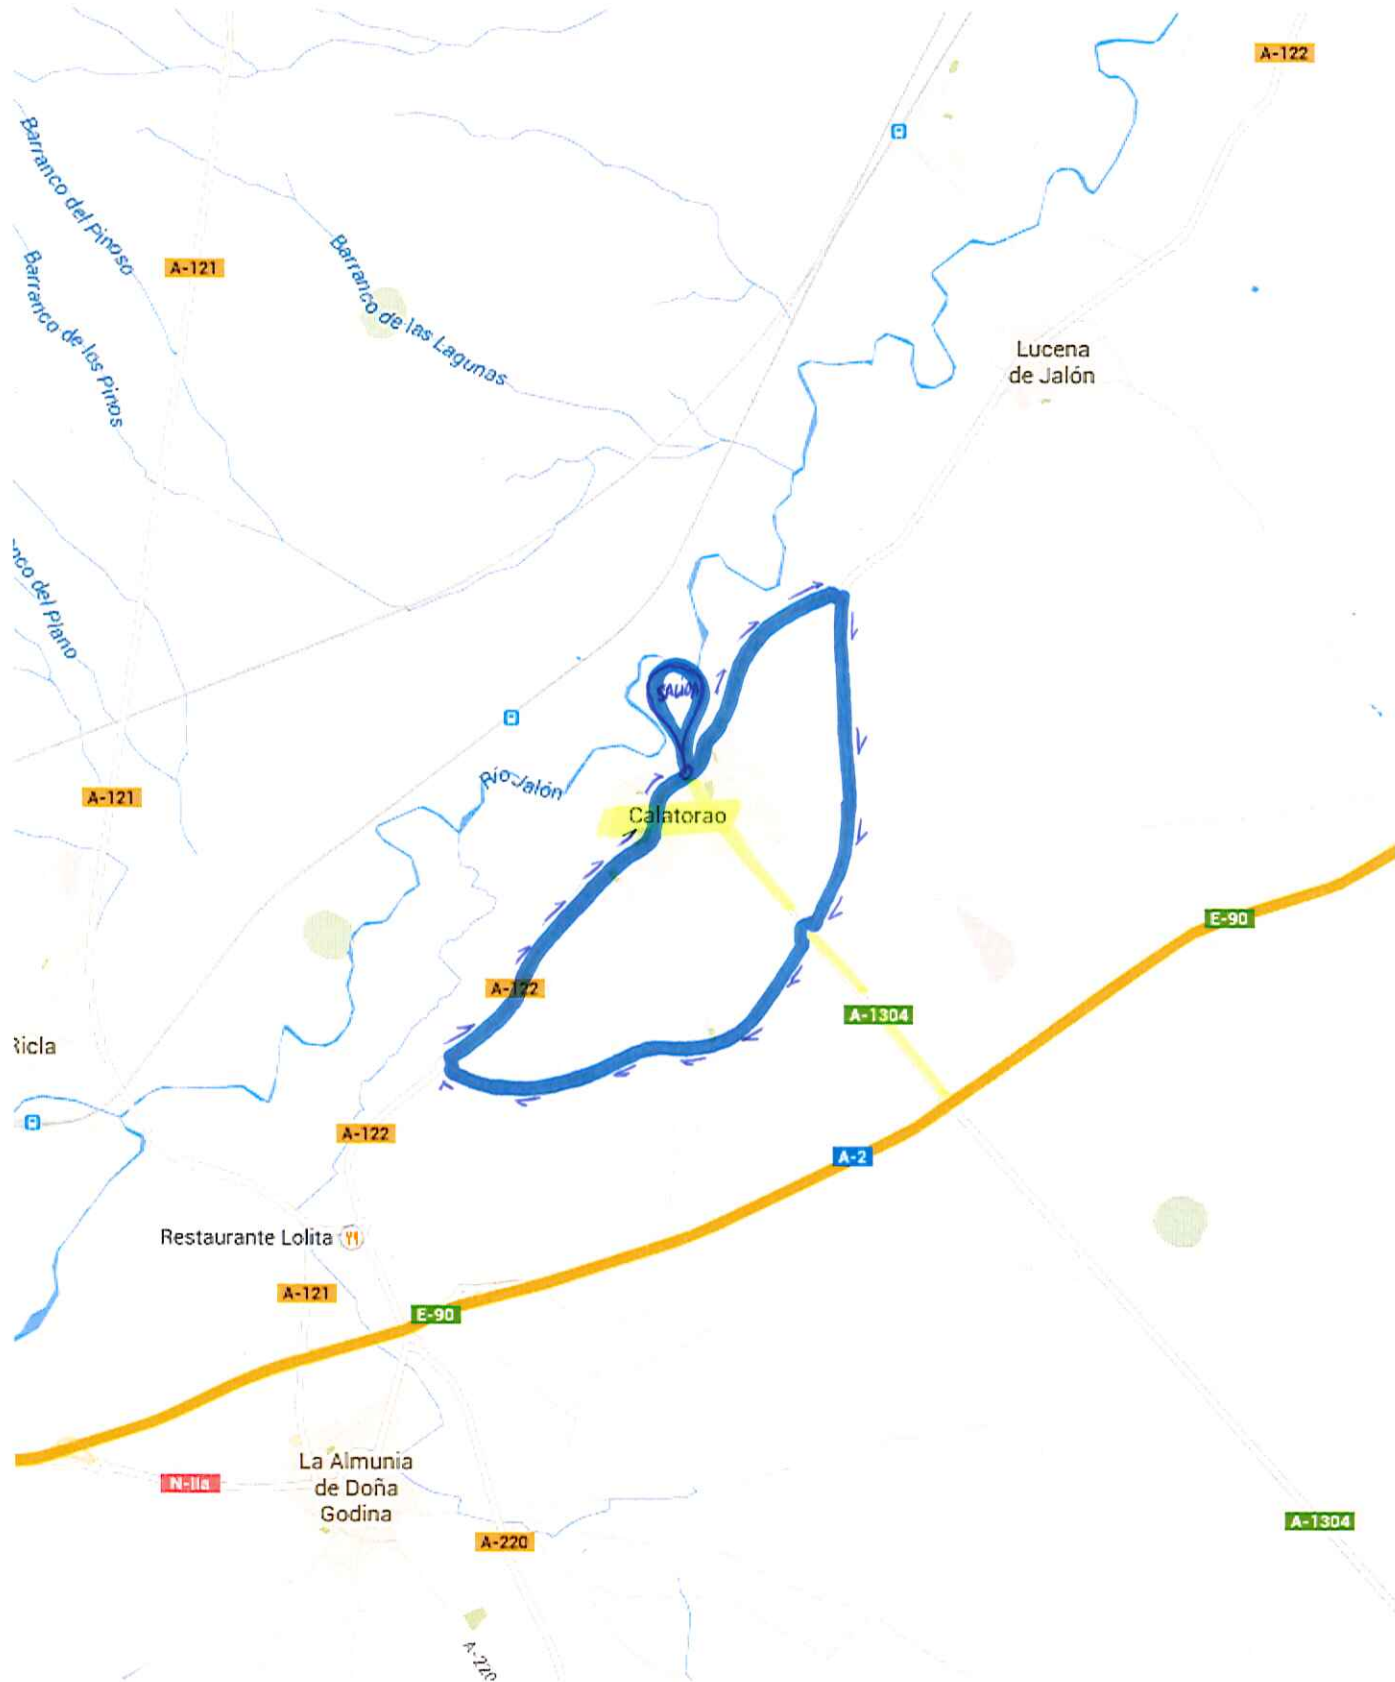 A-122
Barranco del Pinoso
A-121
Barranco de las Lagunas
Barranco de los Pinos
Lucena
de Jalón
del Plano
SALIDA
Río Jalón
A-121
Calatorao
E-90
A-122
A-1304
Ricla
A-122
A-2
Restaurante Lolita
A-121
E-90
La Almunia
de Doña
Godina
N-IIa
A-1304
A-220
A-220